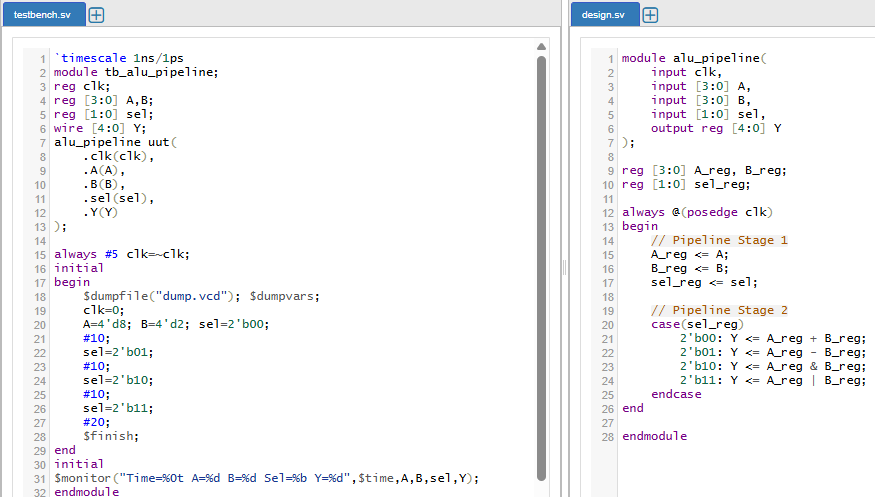 testbench.sv
1 `timescale 1ns/1ps
2 module tb_alu_pipeline;
3 reg clk;
4 reg [3:0] A,B;
5 reg [1:0] sel;
6 wire [4:0] Y;
7 alu_pipeline uut(
8     .clk(clk),
9     .A(A),
10     .B(B),
11     .sel(sel),
12     .Y(Y)
13 );
14
15 always #5 clk=~clk;
16 initial
17 begin
18     $dumpfile("dump.vcd"); $dumpvars;
19     clk=0;
20     A=4'd8; B=4'd2; sel=2'b00;
21     #10;
22     sel=2'b01;
23     #10;
24     sel=2'b10;
25     #10;
26     sel=2'b11;
27     #20;
28     $finish;
29 end
30 initial
31 $monitor("Time=%0t A=%d B=%d Sel=%b Y=%d",$time,A,B,sel,Y);
32 endmodule
design.sv
1 module alu_pipeline(
2     input clk,
3     input [3:0] A,
4     input [3:0] B,
5     input [1:0] sel,
6     output reg [4:0] Y
7 );
8
9 reg [3:0] A_reg, B_reg;
10 reg [1:0] sel_reg;
11
12 always @(posedge clk)
13 begin
14     // Pipeline Stage 1
15     A_reg <= A;
16     B_reg <= B;
17     sel_reg <= sel;
18
19     // Pipeline Stage 2
20     case(sel_reg)
21         2'b00: Y <= A_reg + B_reg;
22         2'b01: Y <= A_reg - B_reg;
23         2'b10: Y <= A_reg & B_reg;
24         2'b11: Y <= A_reg | B_reg;
25     endcase
26 end
27
28 endmodule